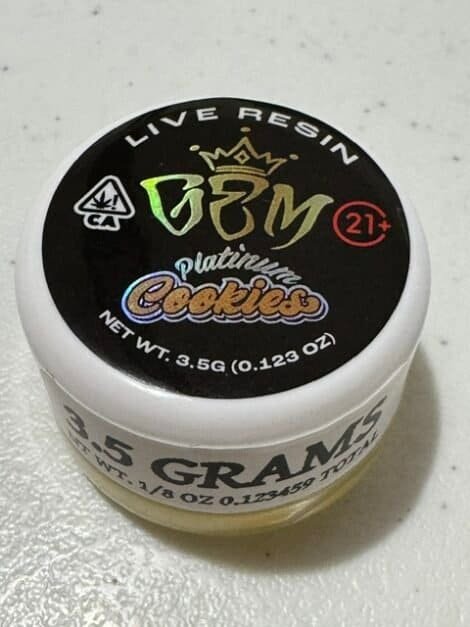 LIVE RESIN
GEM
CA
21+
Platinum
Cookies
NET WT. 3.5G (0.123 OZ)
3.5 GRAMS
WT. 1/8 OZ 0.123459 TOTAL